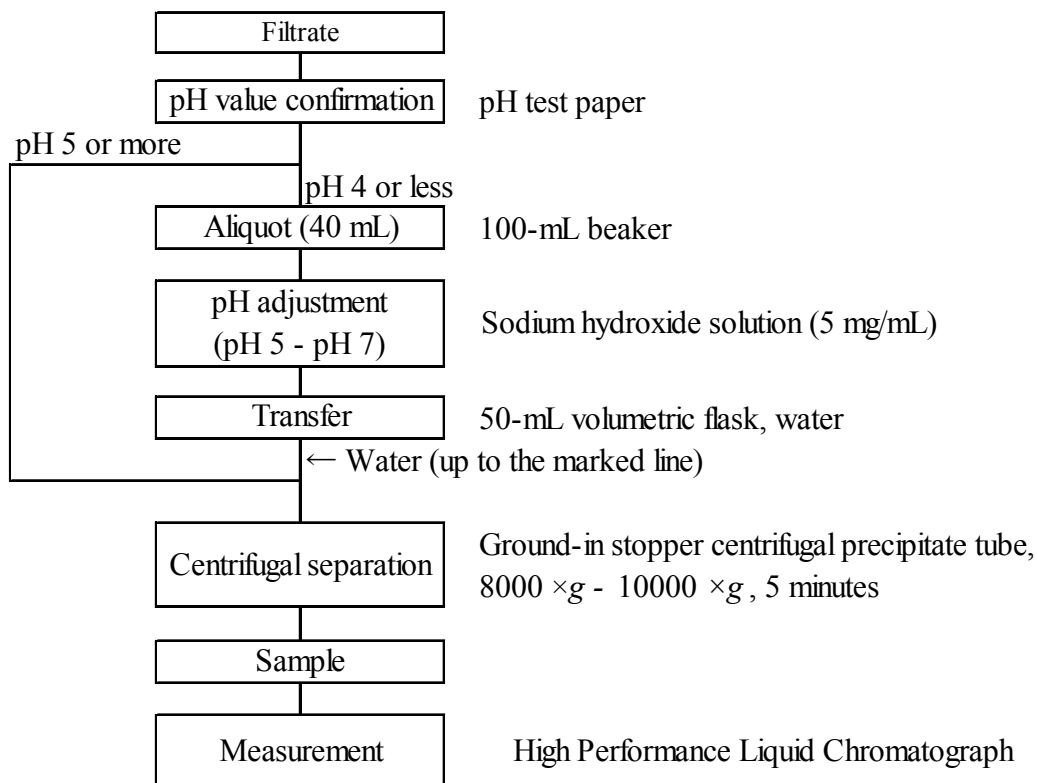 Filtrate
pH value confirmation
pH test paper
pH 5 or more
pH 4 or less
Aliquot (40 mL)
100-mL beaker
pH adjustment
(pH 5 - pH 7)
Sodium hydroxide solution (5 mg/mL)
Transfer
50-mL volumetric flask, water
← Water (up to the marked line)
Centrifugal separation
Ground-in stopper centrifugal precipitate tube,
8000 ×g - 10000 ×g , 5 minutes
Sample
Measurement
High Performance Liquid Chromatograph